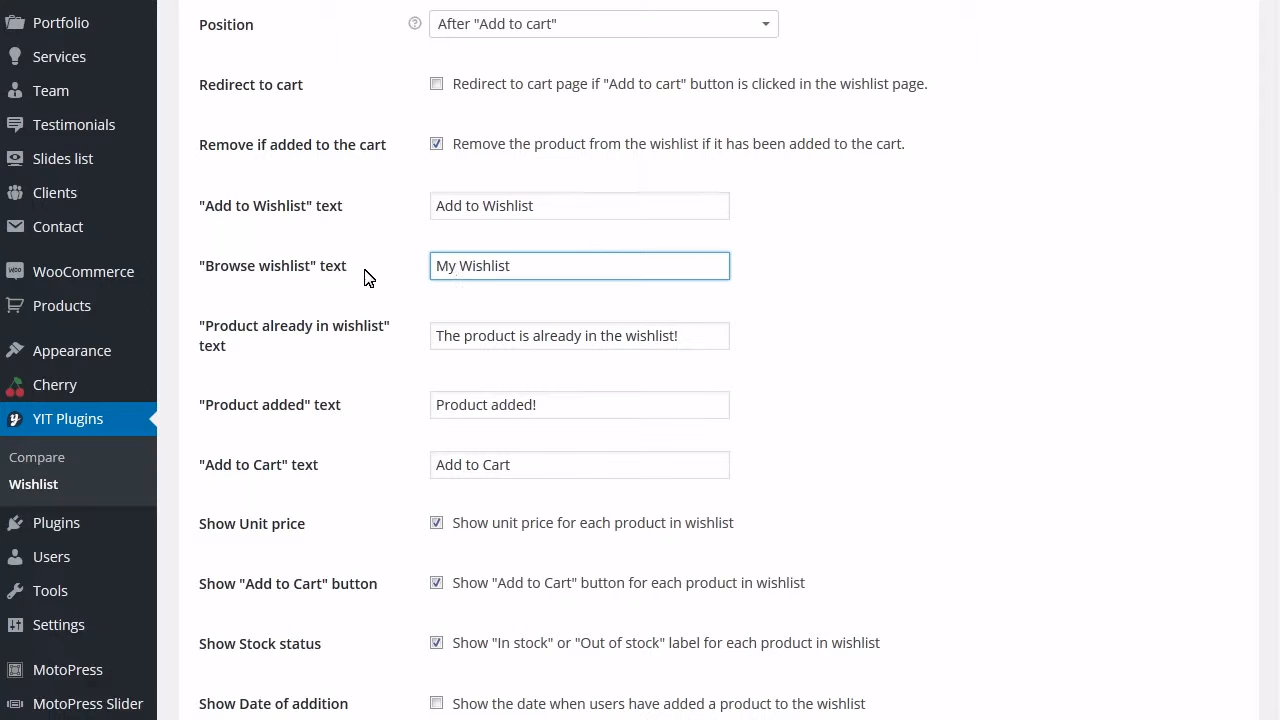 Portfolio
Services
Team
Testimonials
Slides list
Clients
Contact
WooCommerce
Products
Appearance
Cherry
YIT Plugins
Compare
Wishlist
Plugins
Users
Tools
Settings
MotoPress
MotoPress Slider
Position ? After "Add to cart"
Redirect to cart Redirect to cart page if "Add to cart" button is clicked in the wishlist page.
Remove if added to the cart Remove the product from the wishlist if it has been added to the cart.
"Add to Wishlist" text Add to Wishlist
"Browse wishlist" text My Wishlist
"Product already in wishlist" The product is already in the wishlist!
text
"Product added" text Product added!
"Add to Cart" text Add to Cart
Show Unit price Show unit price for each product in wishlist
Show "Add to Cart" button Show "Add to Cart" button for each product in wishlist
Show Stock status Show "In stock" or "Out of stock" label for each product in wishlist
Show Date of addition Show the date when users have added a product to the wishlist